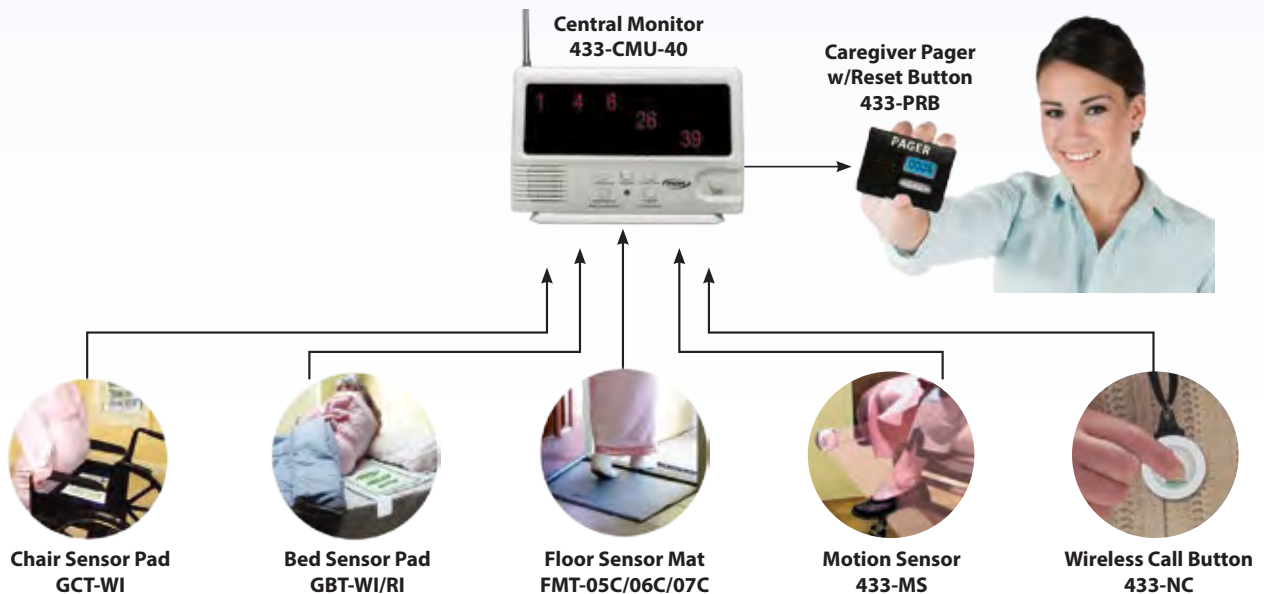 Central Monitor
433-CMU-40
Caregiver Pager
w/Reset Button
433-PRB
1 4 6
26
39
PAGER
Chair Sensor Pad
GCT-WI
Bed Sensor Pad
GBT-WI/RI
Floor Sensor Mat
FMT-05C/06C/07C
Motion Sensor
433-MS
Wireless Call Button
433-NC